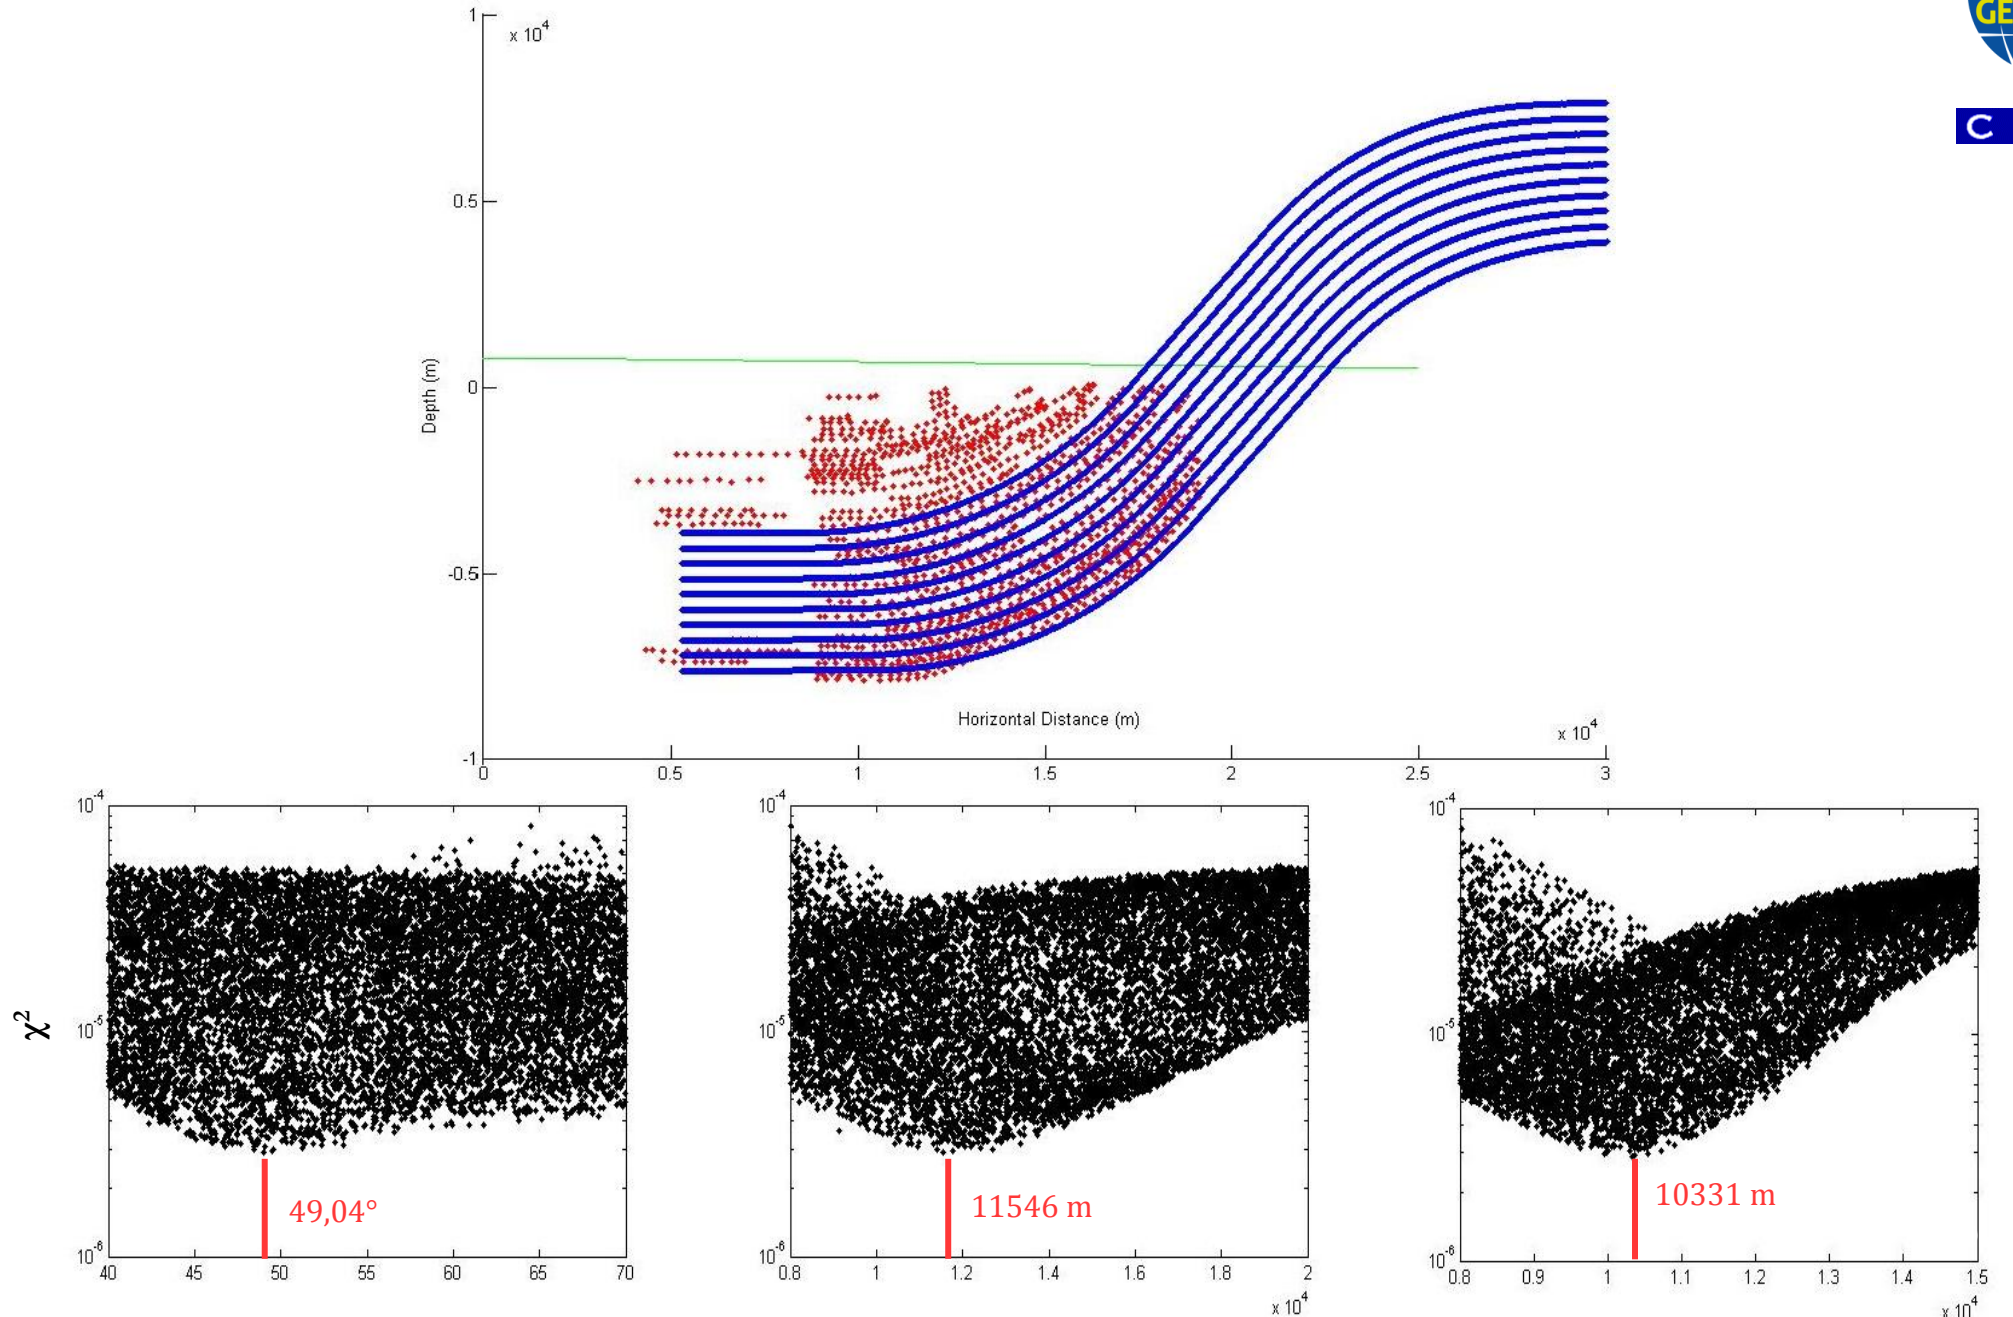 GE
C
1
x 10^4
0.5
0
-0.5
-1
Depth (m)
Horizontal Distance (m)
x 10^4
0 0.5 1 1.5 2 2.5 3
χ²
10^-4
10^-5
10^-6
49,04°
40 45 50 55 60 65 70
10^-4
10^-5
10^-6
11546 m
0.8 1 1.2 1.4 1.6 1.8 2
x 10^4
10^-4
10^-5
10^-6
10331 m
0.8 0.9 1 1.1 1.2 1.3 1.4 1.5
x 10^4